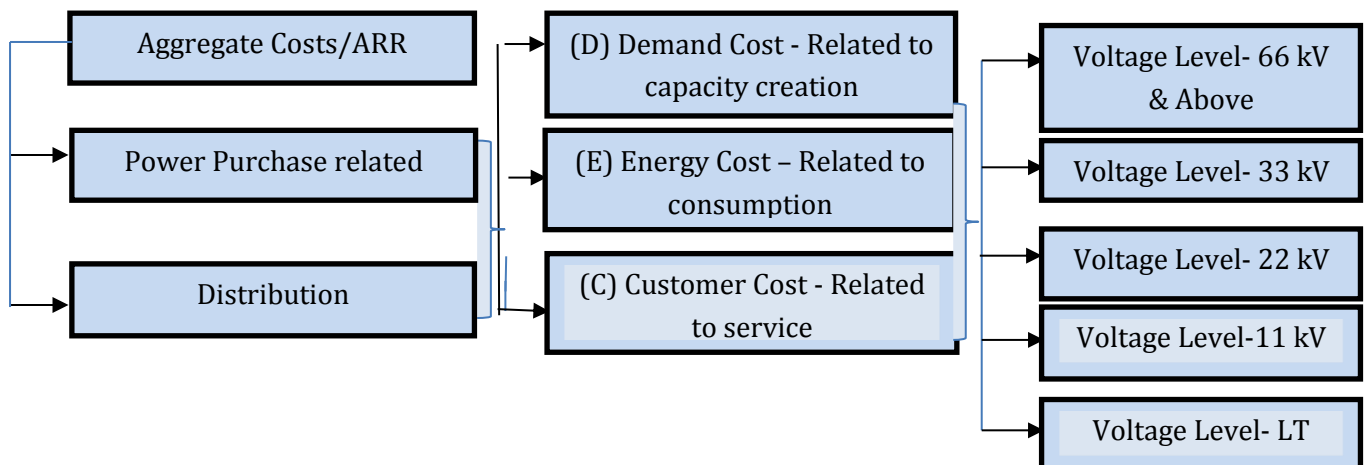 Aggregate Costs/ARR
Power Purchase related
Distribution
(D) Demand Cost - Related to
capacity creation
(E) Energy Cost – Related to
consumption
(C) Customer Cost - Related
to service
Voltage Level- 66 kV
& Above
Voltage Level- 33 kV
Voltage Level- 22 kV
Voltage Level-11 kV
Voltage Level- LT